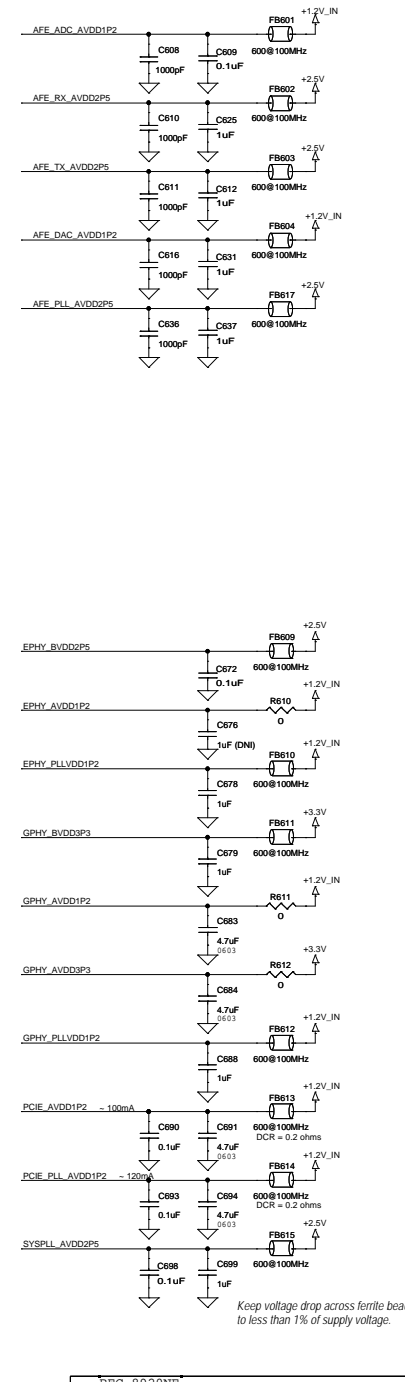 +1.2V_IN
FB601
AFE_ADC_AVDD1P2
C608
C609
600@100MHz
1000pF
0.1uF
+2.5V
FB602
AFE_RX_AVDD2P5
C610
C625
600@100MHz
1000pF
1uF
+2.5V
FB603
AFE_TX_AVDD2P5
C611
C612
600@100MHz
1000pF
1uF
+1.2V_IN
FB604
AFE_DAC_AVDD1P2
C616
C631
600@100MHz
1000pF
1uF
+2.5V
FB617
AFE_PLL_AVDD2P5
C636
C637
600@100MHz
1000pF
1uF
+2.5V
FB609
EPHY_BVDD2P5
C672
600@100MHz
0.1uF
+1.2V_IN
R610
EPHY_AVDD1P2
0
C676
1uF (DNI)
+1.2V_IN
FB610
EPHY_PLLVDD1P2
C678
600@100MHz
1uF
+3.3V
FB611
GPHY_BVDD3P3
C679
600@100MHz
1uF
+1.2V_IN
R611
GPHY_AVDD1P2
0
C683
4.7uF
0603
+3.3V
R612
GPHY_AVDD3P3
0
C684
4.7uF
0603
+1.2V_IN
FB612
GPHY_PLLVDD1P2
C688
600@100MHz
1uF
+1.2V_IN
FB613
PCIE_AVDD1P2 ~ 100mA
C690
C691
600@100MHz
DCR = 0.2 ohms
0.1uF
4.7uF
0603
+1.2V_IN
FB614
PCIE_PLL_AVDD1P2 ~ 120mA
C693
C694
600@100MHz
DCR = 0.2 ohms
0.1uF
4.7uF
0603
+2.5V
FB615
SYSPLL_AVDD2P5
C698
C699
600@100MHz
0.1uF
1uF
Keep voltage drop across ferrite bea
to less than 1% of supply voltage.